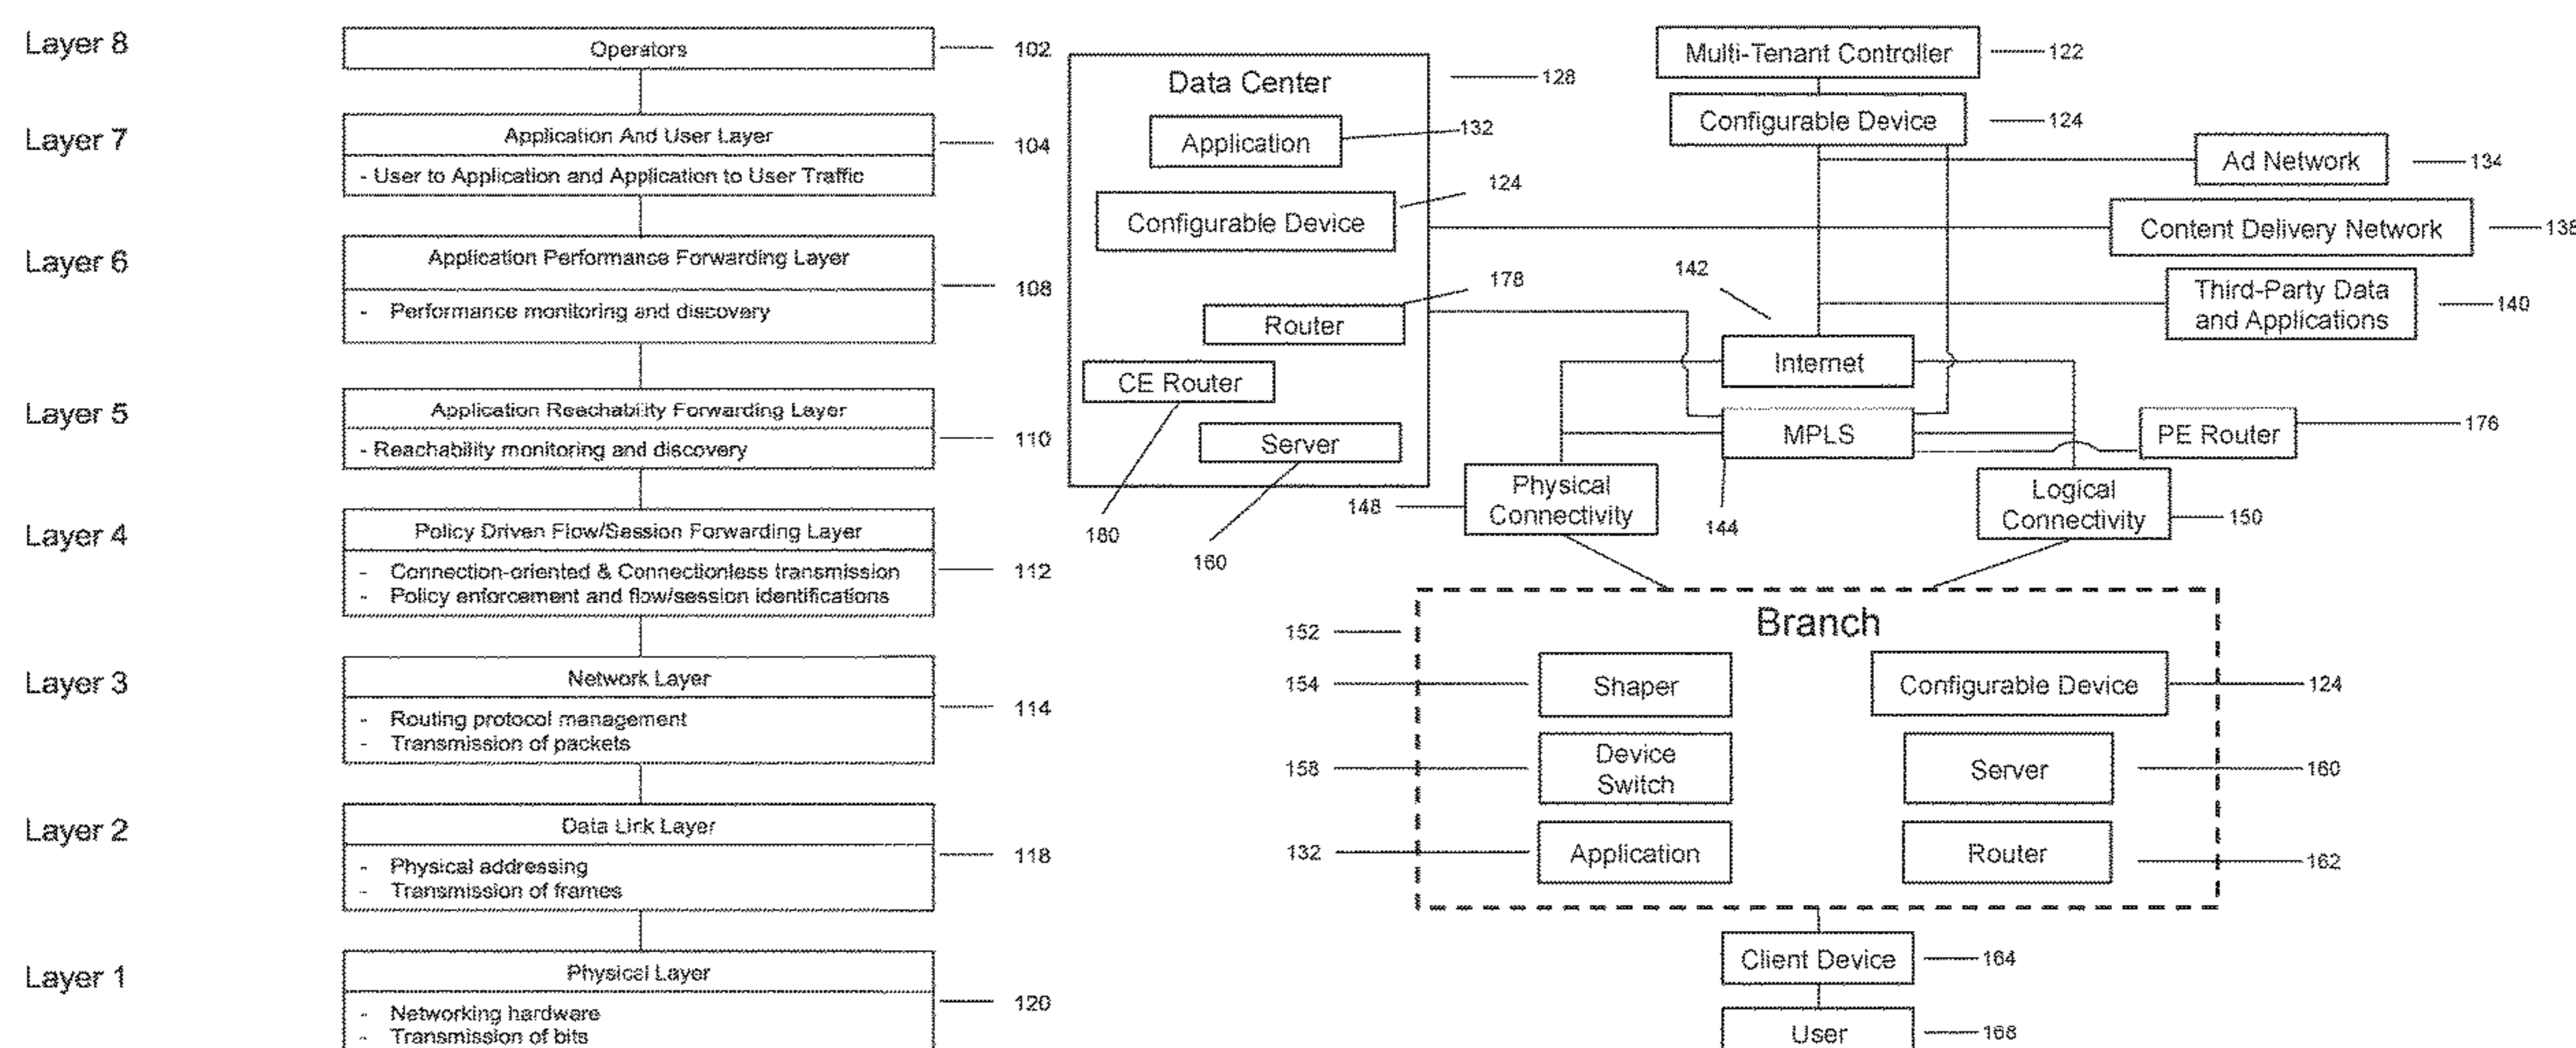 Layer 8
Operators
102
Layer 7
Application And User Layer
- User to Application and Application to User Traffic
104
Layer 6
Application Performance Forwarding Layer
- Performance monitoring and discovery
108
Layer 5
Application Reachability Forwarding Layer
- Reachability monitoring and discovery
110
Layer 4
Policy Driven Flow/Session Forwarding Layer
- Connection-oriented & Connectionless transmission
- Policy enforcement and flow/session identifications
112
Layer 3
Network Layer
- Routing protocol management
- Transmission of packets
114
Layer 2
Data Link Layer
- Physical addressing
- Transmission of frames
118
Layer 1
Physical Layer
- Networking hardware
- Transmission of bits
120
Data Center
128
Application
132
Configurable Device
124
Router
178
CE Router
180
Server
160
Multi-Tenant Controller
122
Configurable Device
124
Ad Network
134
Content Delivery Network
138
Third-Party Data
and Applications
140
142
Internet
MPLS
144
PE Router
176
Physical
Connectivity
148
Logical
Connectivity
150
Branch
152
Shaper
154
Configurable Device
124
Device
Switch
158
Server
160
Application
132
Router
162
Client Device
164
User
168